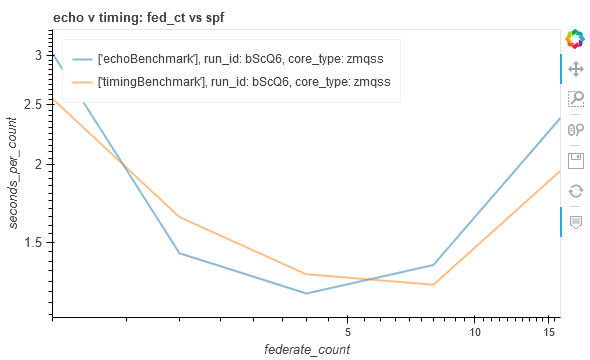 echo v timing: fed_ct vs spf
['echoBenchmark'], run_id: bScQ6, core_type: zmqss
['timingBenchmark'], run_id: bScQ6, core_type: zmqss
3
2.5
2
1.5
seconds_per_count
5
10
15
federate_count